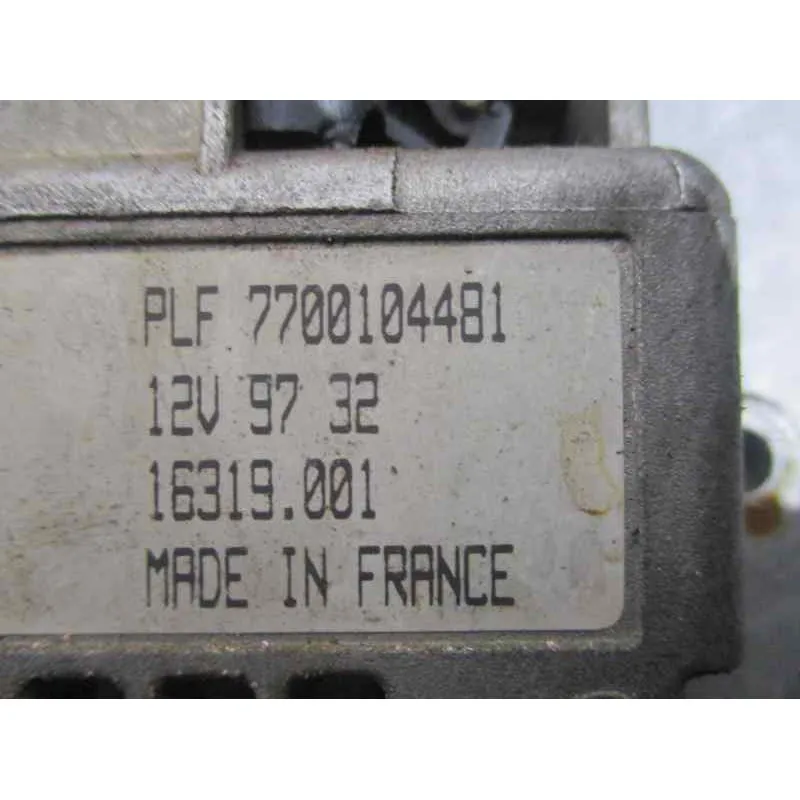 PLF 7700104481
12V 97 32
16319.001
MADE IN FRANCE